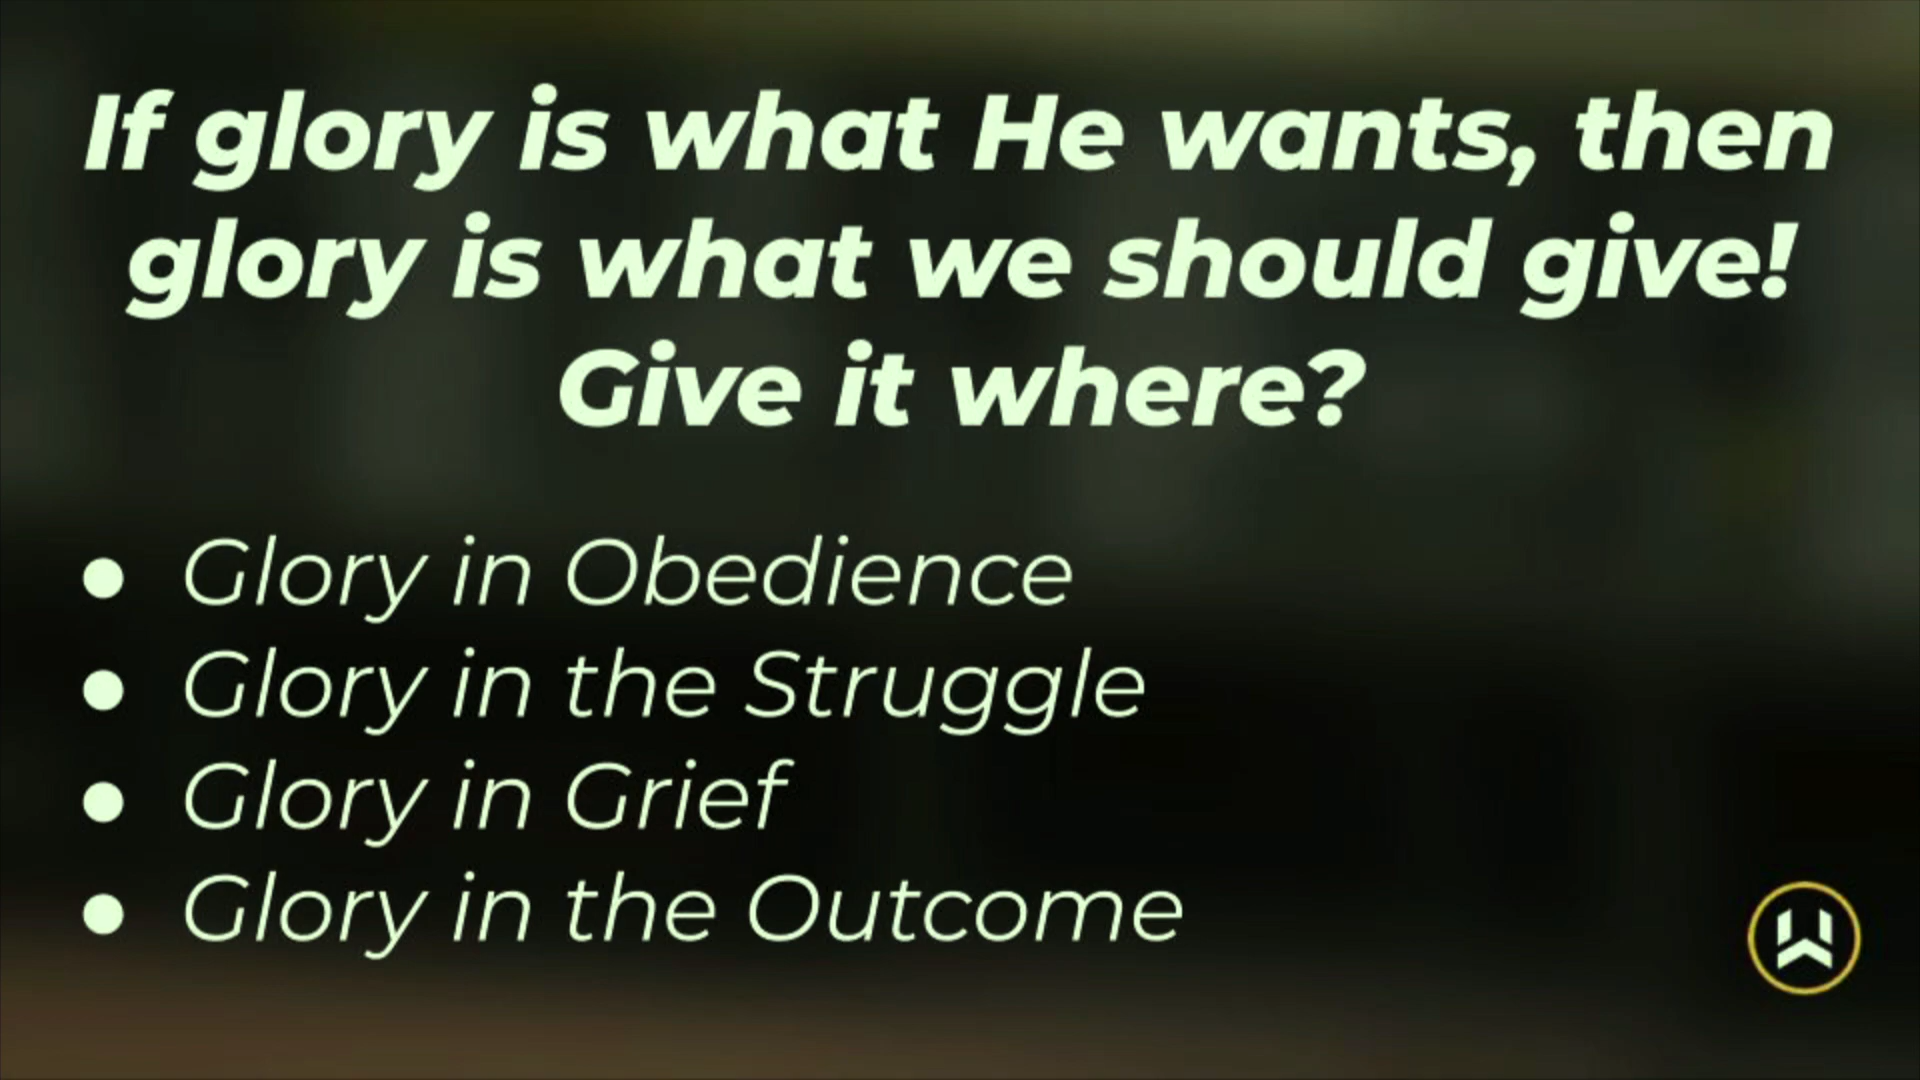 If glory is what He wants, then
glory is what we should give!
Give it where?
● Glory in Obedience
● Glory in the Struggle
● Glory in Grief
● Glory in the Outcome